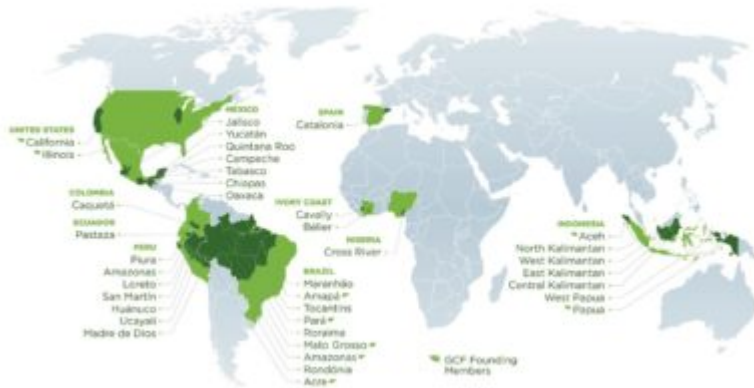 UNITED STATES
California
Illinois
MEXICO
Jalisco
Yucatán
Quintana Roo
Campeche
Tabasco
Chiapas
Oaxaca
COLOMBIA
Caquetá
ECUADOR
Pastaza
PERU
Piura
Amazonas
Loreto
San Martín
Huánuco
Ucayali
Madre de Dios
BRAZIL
Maranhão
Amapá
Tocantins
Pará
Roraima
Mato Grosso
Amazonas
Rondônia
Acre
SPAIN
Catalonia
IVORY COAST
Cavally
Bélier
NIGERIA
Cross River
INDONESIA
Aceh
North Kalimantan
West Kalimantan
East Kalimantan
Central Kalimantan
West Papua
Papua
GCF Founding
Members